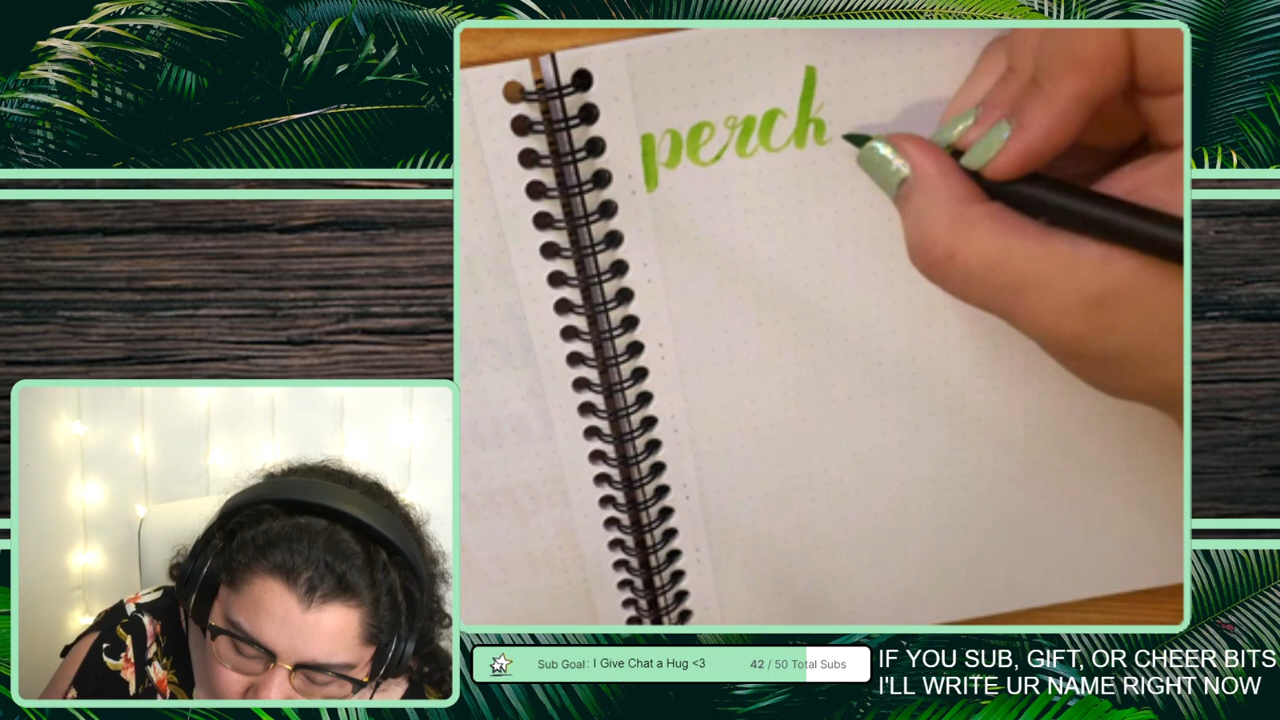 perck
Sub Goal: I Give Chat a Hug <3 42 / 50 Total Subs
IF YOU SUB, GIFT, OR CHEER BITS
I'LL WRITE UR NAME RIGHT NOW